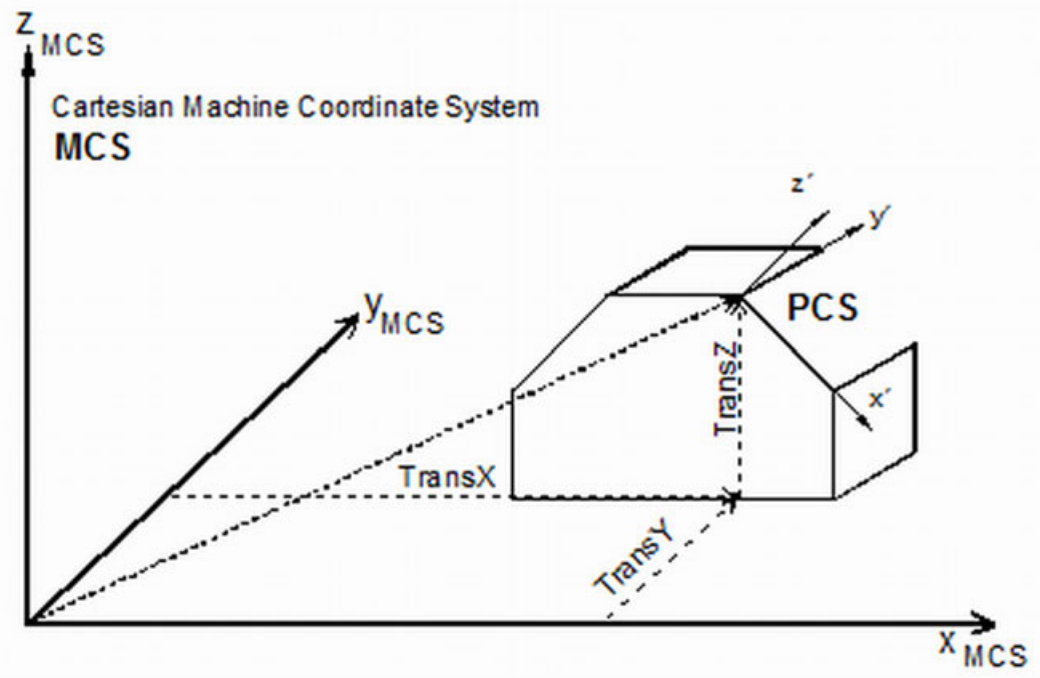 Z MCS
Cartesian Machine Coordinate System
MCS
z´
y´
PCS
y MCS
TransZ
x´
TransX
TransY
x MCS